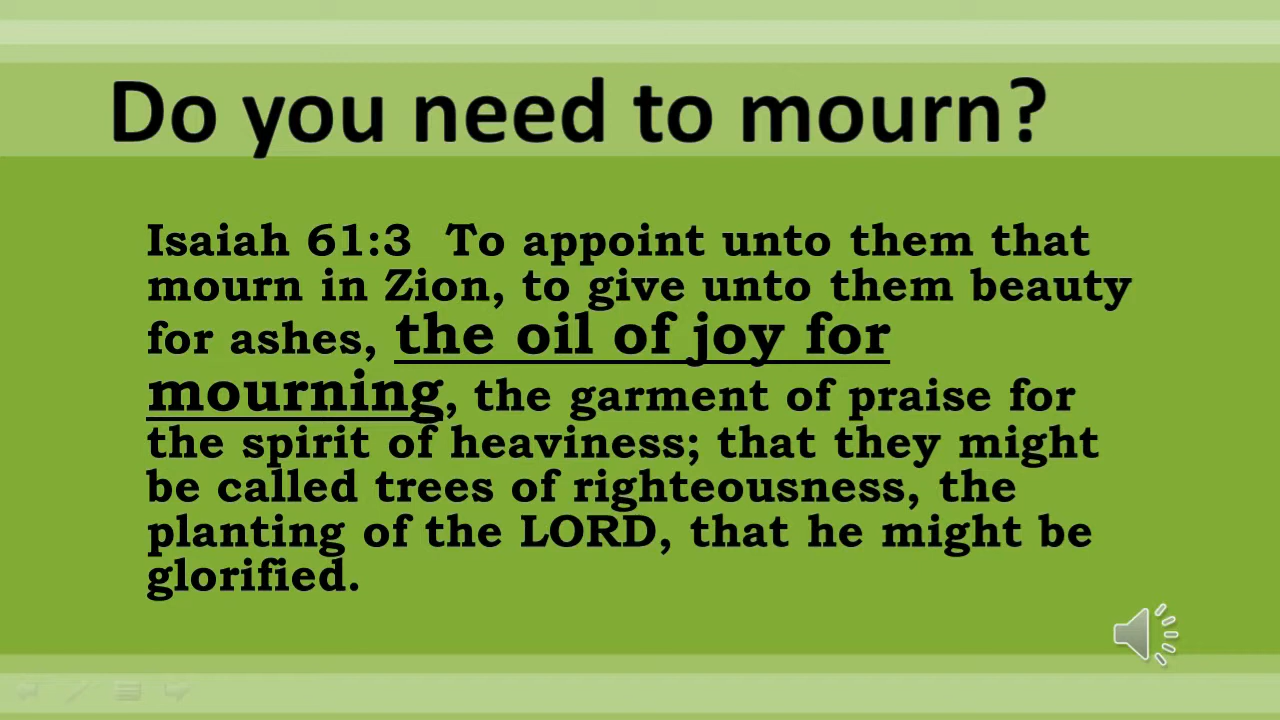 Do you need to mourn?
Isaiah 61:3  To appoint unto them that
mourn in Zion, to give unto them beauty
for ashes, the oil of joy for
mourning, the garment of praise for
the spirit of heaviness; that they might
be called trees of righteousness, the
planting of the LORD, that he might be
glorified.